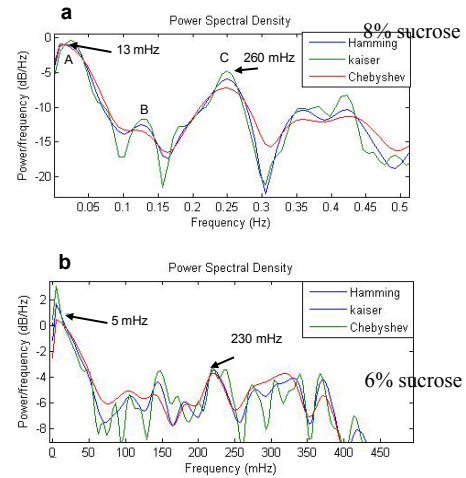 a
Power Spectral Density
8% sucrose
0
-5
-10
-15
-20
Power/frequency (dB/Hz)
A
13 mHz
B
C
260 mHz
Hamming
kaiser
Chebyshev
0.05
0.1
0.15
0.2
0.25
0.3
0.35
0.4
0.45
0.5
Frequency (Hz)
b
Power Spectral Density
2
0
-2
-4
-6
-8
Power/frequency (dB/Hz)
5 mHz
230 mHz
Hamming
kaiser
Chebyshev
6% sucrose
0
50
100
150
200
250
300
350
400
450
Frequency (mHz)